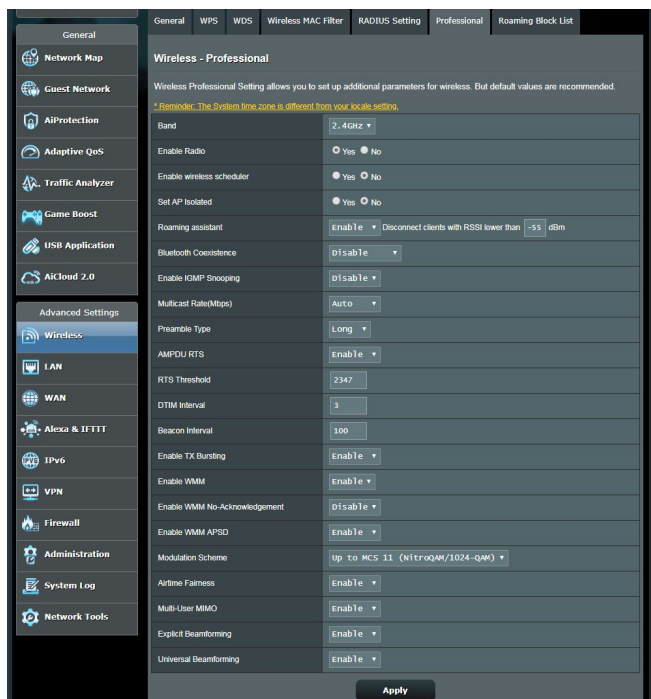 General WPS WDS Wireless MAC Filter RADIUS Setting Professional Roaming Block List
General
Network Map
Guest Network
AiProtection
Adaptive QoS
Traffic Analyzer
Game Boost
USB Application
AiCloud 2.0
Advanced Settings
Wireless
LAN
WAN
Alexa & IFTTT
IPv6
VPN
Firewall
Administration
System Log
Network Tools
Wireless - Professional
Wireless Professional Setting allows you to set up additional parameters for wireless. But default values are recommended.
* Reminder: The System time zone is different from your locale setting.
Band 2.4GHz
Enable Radio Yes No
Enable wireless scheduler Yes No
Set AP Isolated Yes No
Roaming assistant Enable Disconnect clients with RSSI lower than -55 dBm
Bluetooth Coexistence Disable
Enable IGMP Snooping Disable
Multicast Rate(Mbps) Auto
Preamble Type Long
AMPDU RTS Enable
RTS Threshold 2347
DTIM Interval 3
Beacon Interval 100
Enable TX Bursting Enable
Enable WMM Enable
Enable WMM No-Acknowledgement Disable
Enable WMM APSD Enable
Modulation Scheme Up to MCS 11 (NitroQAM/1024-QAM)
Airtime Fairness Enable
Multi-User MIMO Enable
Explicit Beamforming Enable
Universal Beamforming Enable
Apply